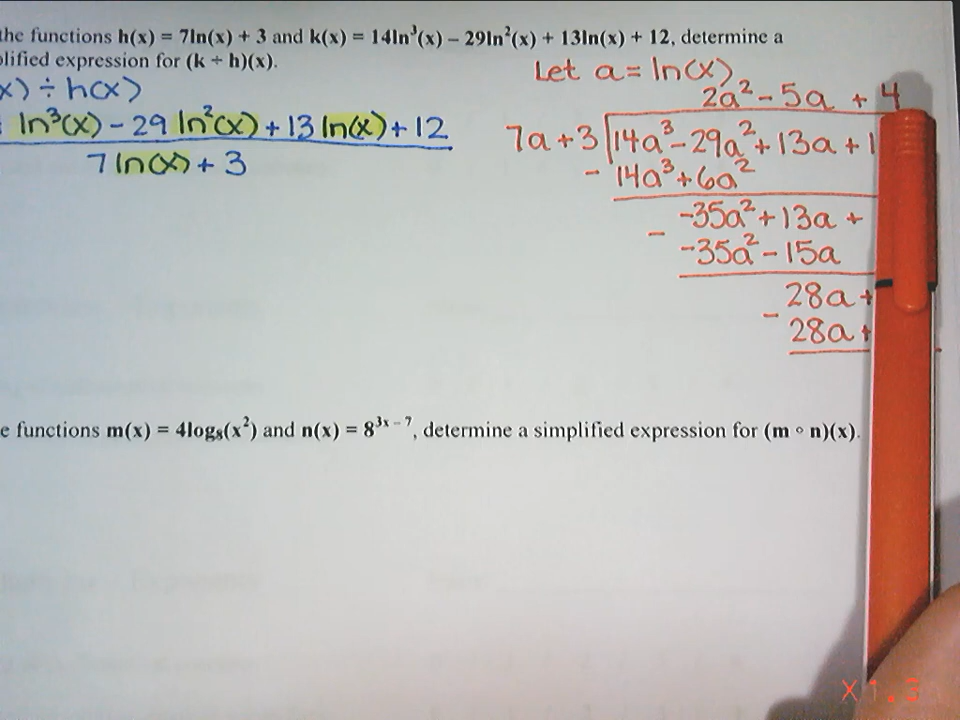 the functions h(x) = 7ln(x) + 3 and k(x) = 14ln³(x) – 29ln²(x) + 13ln(x) + 12, determine a
plified expression for (k ÷ h)(x).
x) ÷ h(x)
ln³(x) - 29 ln²(x) + 13 ln(x) + 12
7 ln(x) + 3
Let a = ln(x)
2a² - 5a + 4
7a + 3 14a³ - 29a² + 13a + 1
- 14a³ + 6a²
-35a² + 13a +
- -35a² - 15a
28a +
- 28a +
e functions m(x) = 4log₈(x²) and n(x) = 8³ˣ ⁻ ⁷, determine a simplified expression for (m ∘ n)(x).
X1.3